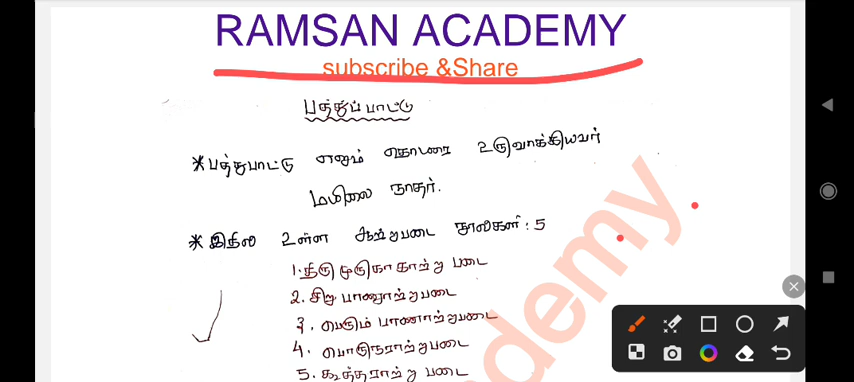 RAMSAN ACADEMY
subscribe &Share
பத்துப்பாட்டு
* பத்துபாட்டு எனும் தொடரை உருவாக்கியவர்
மயிலை நாதர்.
* இதில் உள்ள ஆற்றுபடை நூல்கள் : 5
1. திரு முருகாகாற்று படை
2. சிறு பாணாற்றுபடை
3. பெரும் பாணாற்றுபடை
4. பொருநராற்றுபடை
5. கூத்தராற்று படை
demy